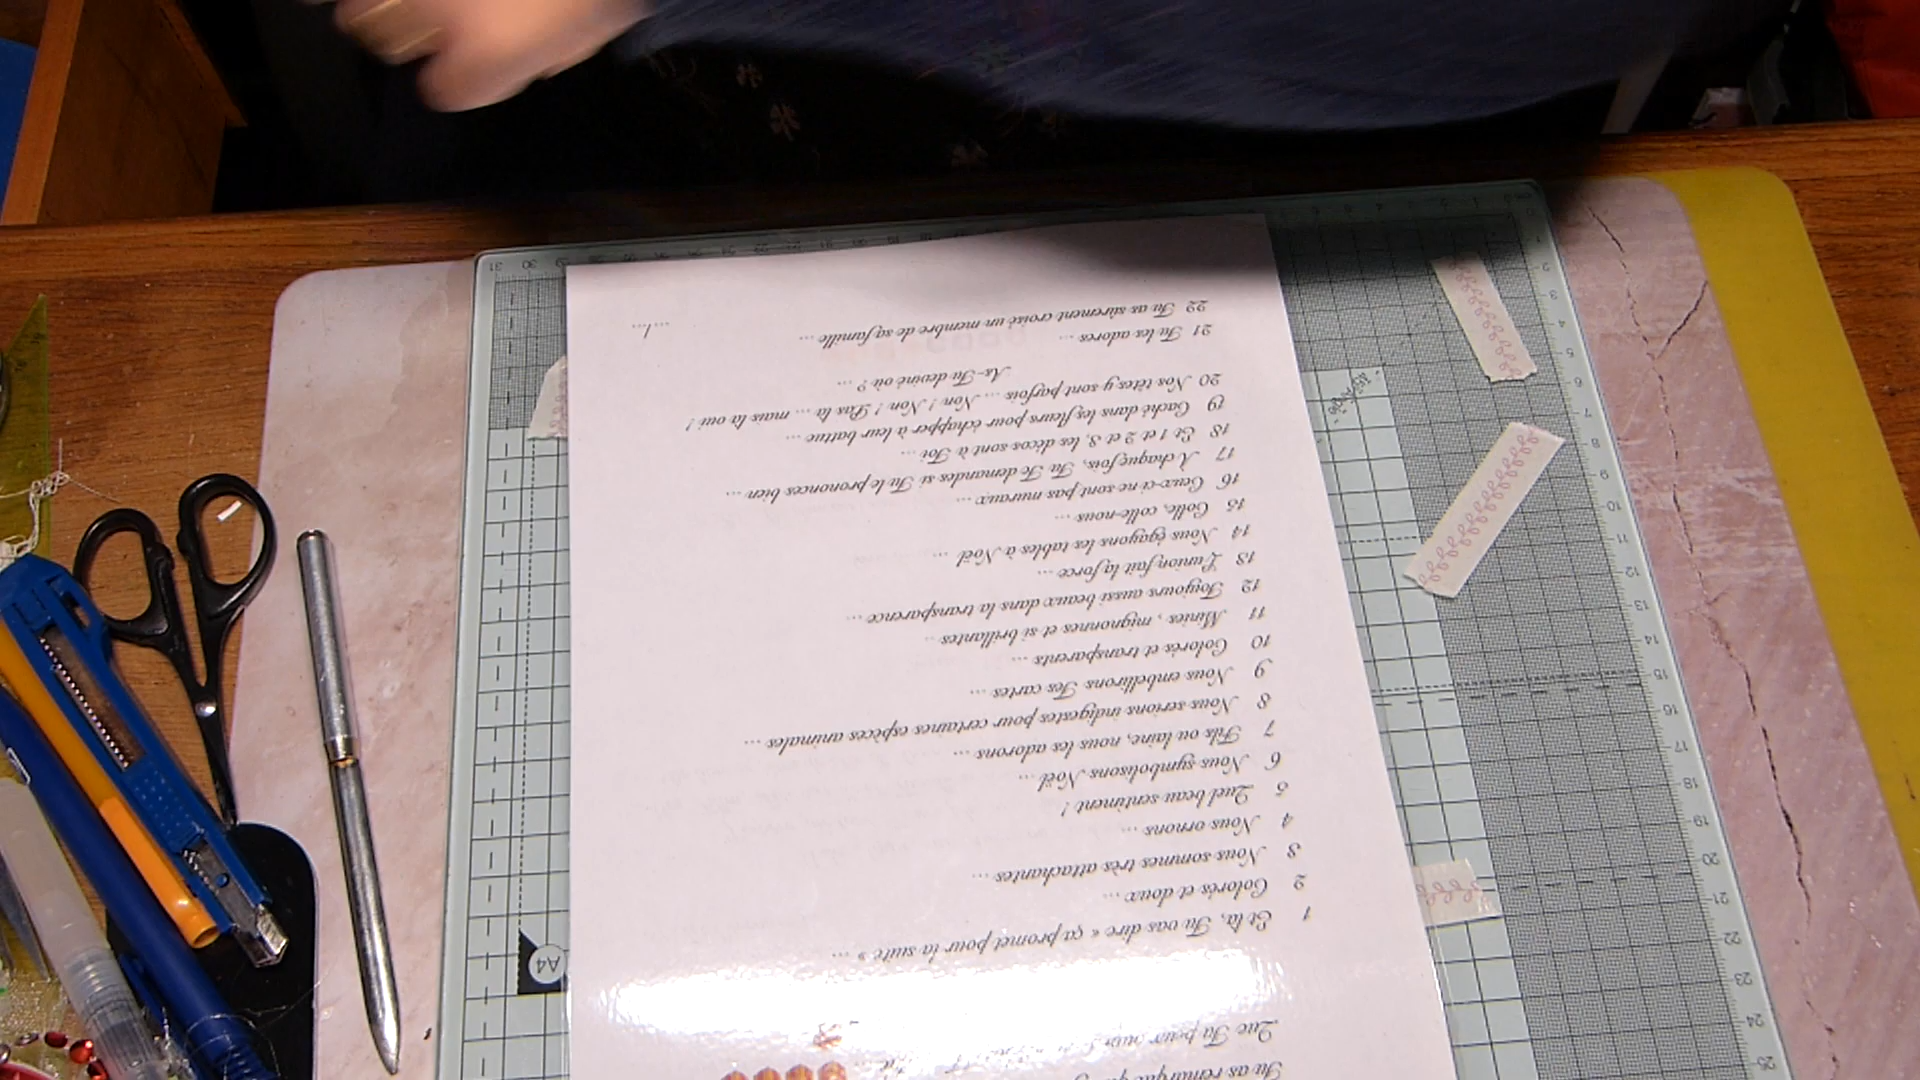 Tu as remarqué
Que Tu pour
1 Et là, Tu vas dire « ça promet pour la suite » ...
2 Colorés et doux ...
3 Nous sommes très attachantes ...
4 Nous ornons ...
5 Quel beau sentiment !
6 Nous symbolisons Noël ...
7 Fils ou laine, nous les adorons ...
8 Nous serions indigestes pour certaines espèces animales ...
9 Nous embellirons Tes cartes ...
10 Colorés et transparents ...
11 Minies , mignonnes et si brillantes ..
12 Toujours aussi beaux dans la transparence ...
13 L'union fait la force ...
14 Nous égayons les tables à Noël ...
15 Colle, colle-nous ...
16 Ceux-ci ne sont pas muraux ...
17 A chaque fois, Tu Te demandes si Tu le prononces bien ...
18 Et 1 et 2 et 3, les décos sont à Toi ...
19 Caché dans les fleurs pour échapper à leur battue ...
20 Nos têtes y sont parfois ... Non ! Non ! Pas là ... mais là oui !
As-Tu deviné où ? ...
21 Tu les adores ...
22 Tu as sûrement croisé un membre de sa famille ...
.../...
A4